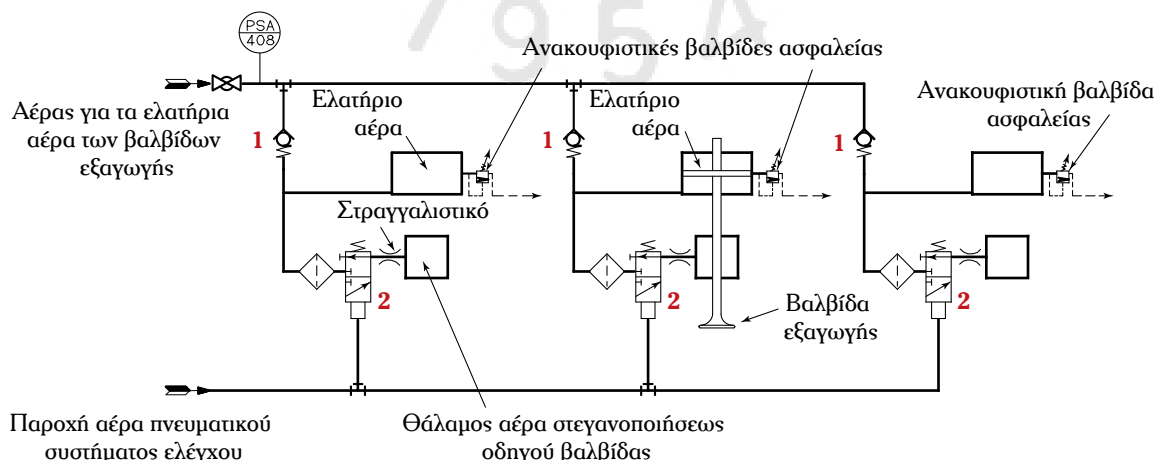 1954
PSA
408
Ανακουφιστικές βαλβίδες ασφαλείας
Αέρας για τα ελατήρια
αέρα των βαλβίδων
εξαγωγής
1
Ελατήριο
αέρα
1
Ελατήριο
αέρα
1
Ανακουφιστική βαλβίδα
ασφαλείας
Στραγγαλιστικό
2
2
2
Βαλβίδα
εξαγωγής
Παροχή αέρα πνευματικού
συστήματος ελέγχου
Θάλαμος αέρα στεγανοποιήσεως
οδηγού βαλβίδας